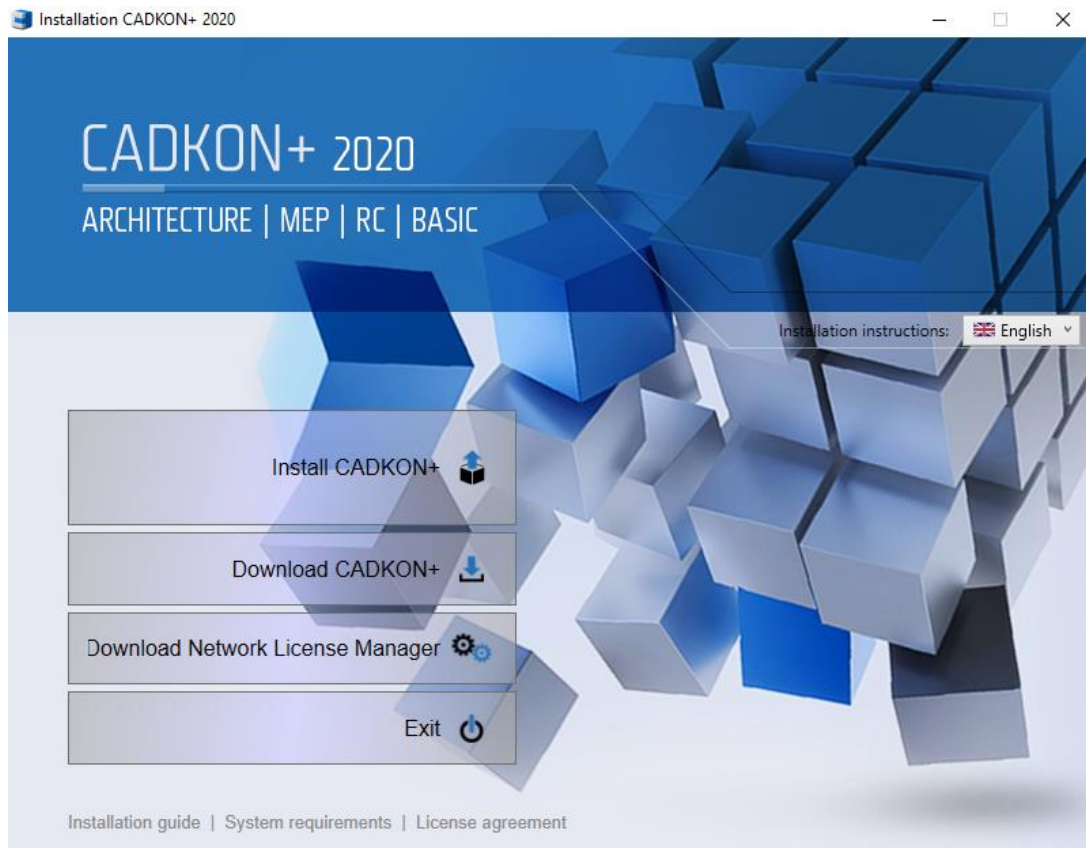 Installation CADKON+ 2020
CADKON+ 2020
ARCHITECTURE | MEP | RC | BASIC
Installation instructions: English
Install CADKON+
Download CADKON+
Download Network License Manager
Exit
Installation guide | System requirements | License agreement